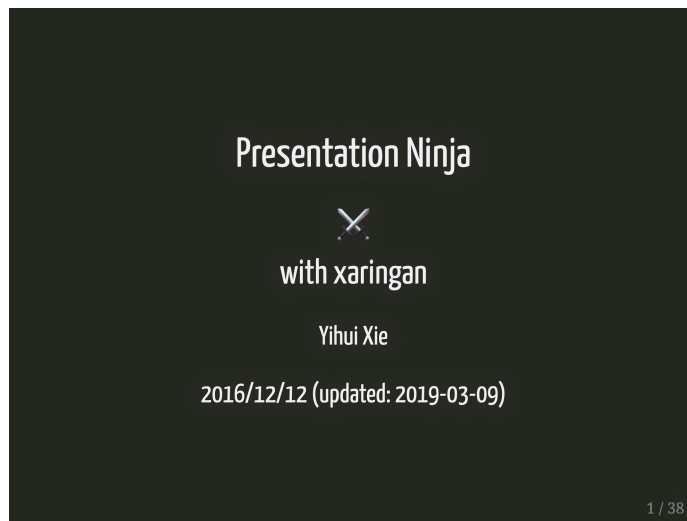 Presentation Ninja
⚔
with xaringan
Yihui Xie
2016/12/12 (updated: 2019-03-09)
1 / 38